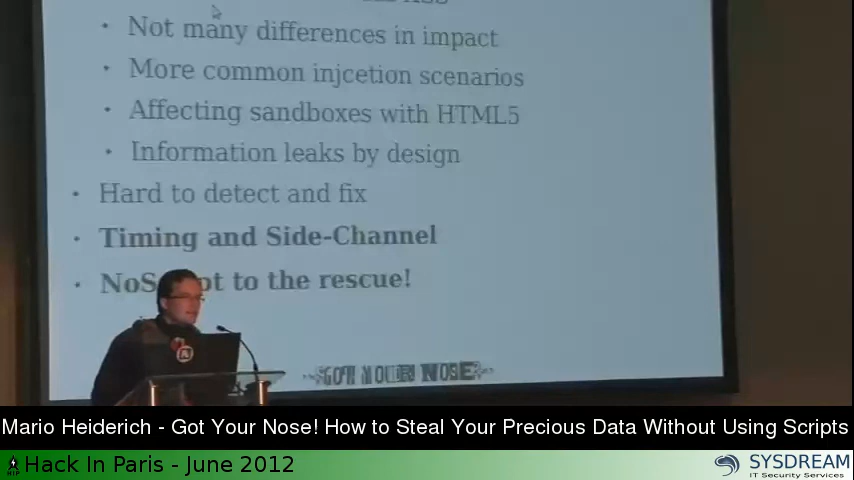 Not many differences in impact
More common injcetion scenarios
Affecting sandboxes with HTML5
Information leaks by design
Hard to detect and fix
Timing and Side-Channel
to the rescue!
Mario Heiderich - Got Your Nose! How to Steal Your Precious Data Without Using Scripts
HIP Hack In Paris - June 2012
SYSDREAM
IT Security Services